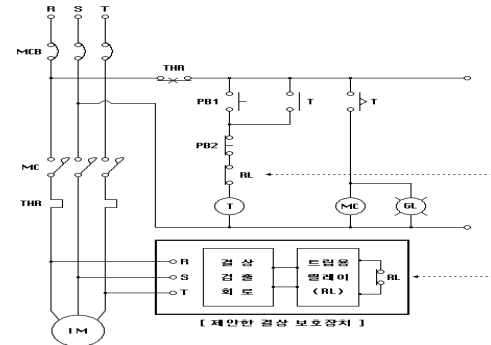 R S T
MCB
THR
PB1 T T
PB2
RL
MC
THR
T MC GL
R 결상 트립용
S 검출 릴레이 RL
T 회로 (RL)
IM
[ 제안한 결상 보호장치 ]